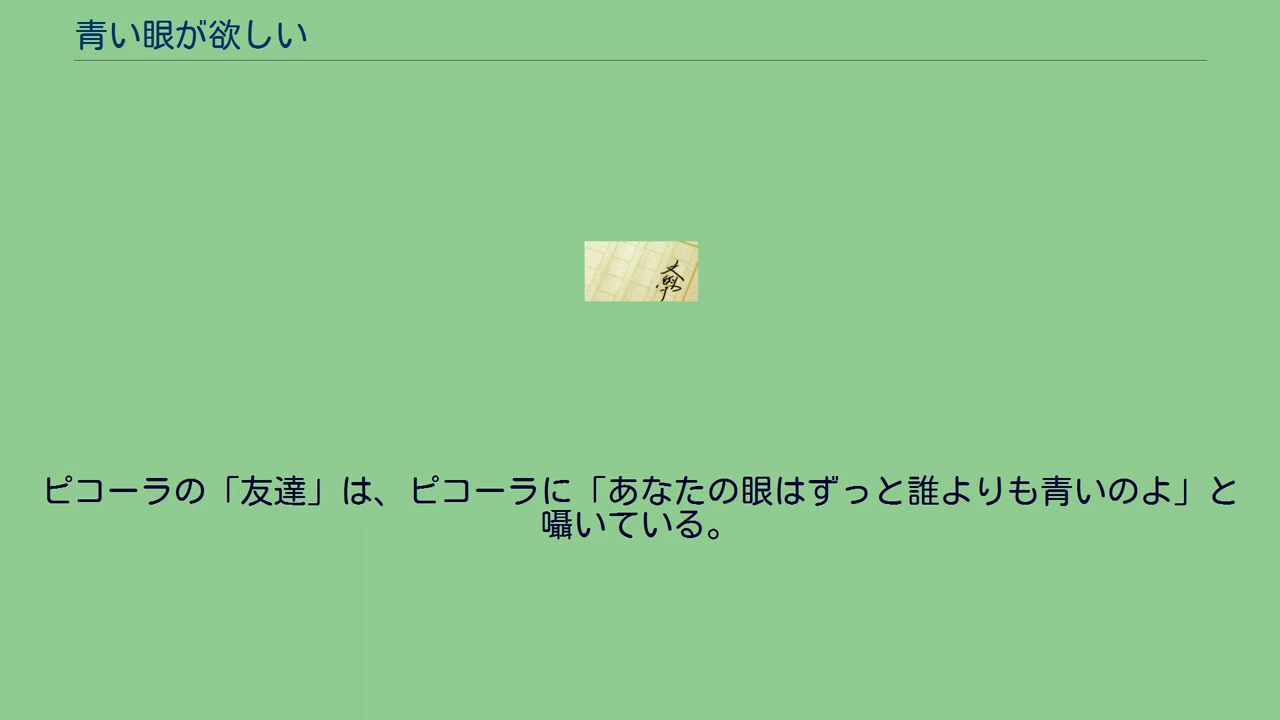 青い眼が欲しい
ピコーラの「友達」は、ピコーラに「あなたの眼はずっと誰よりも青いのよ」と
囁いている。